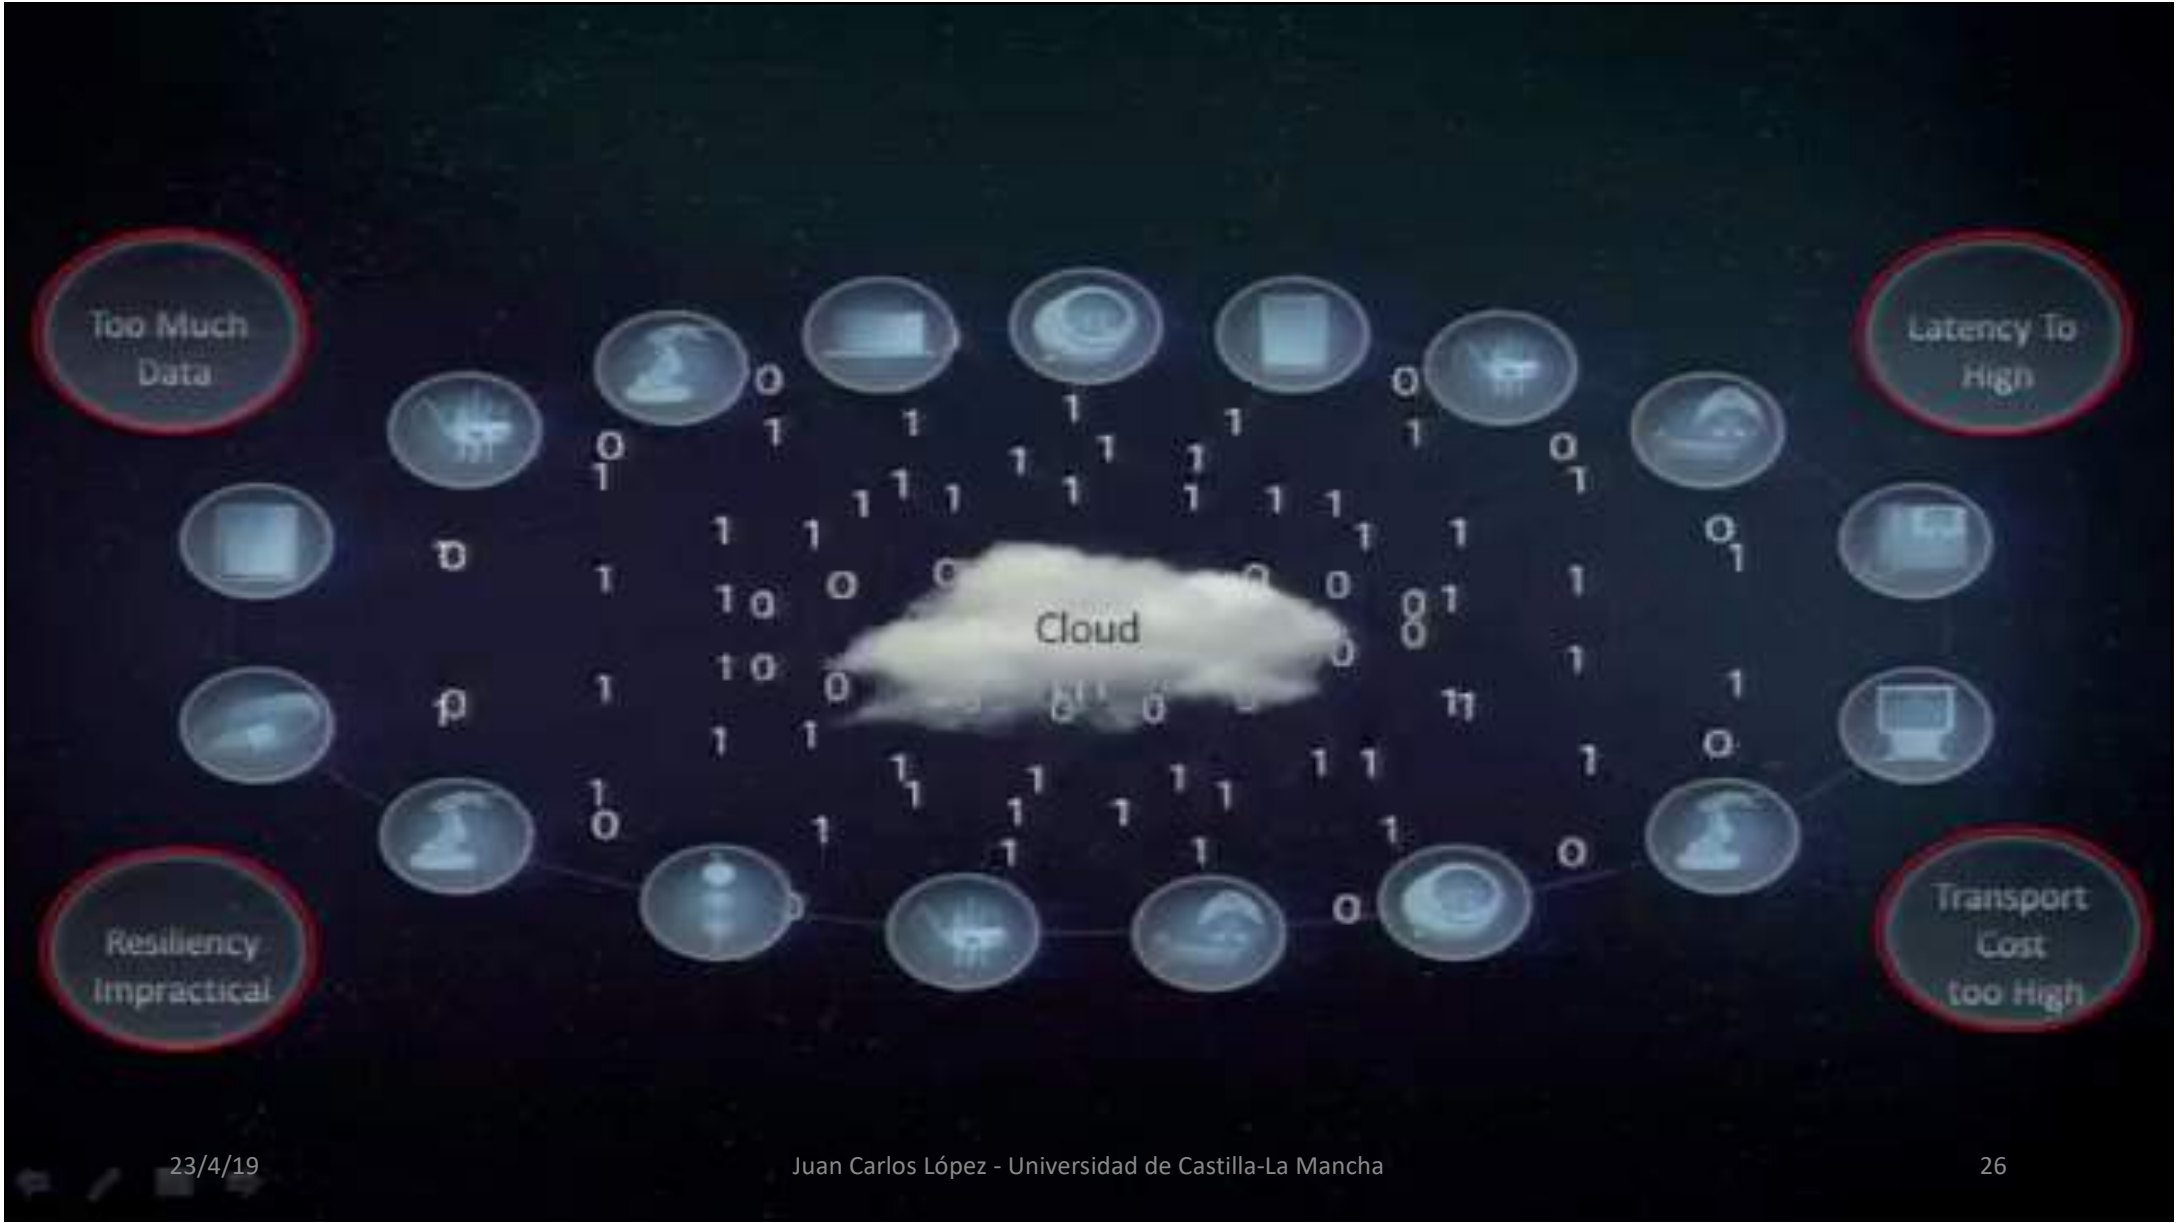 Too Much
Data
Latency To
High
Cloud
Resiliency
Impractical
Transport
Cost
too High
23/4/19
Juan Carlos López - Universidad de Castilla-La Mancha
26